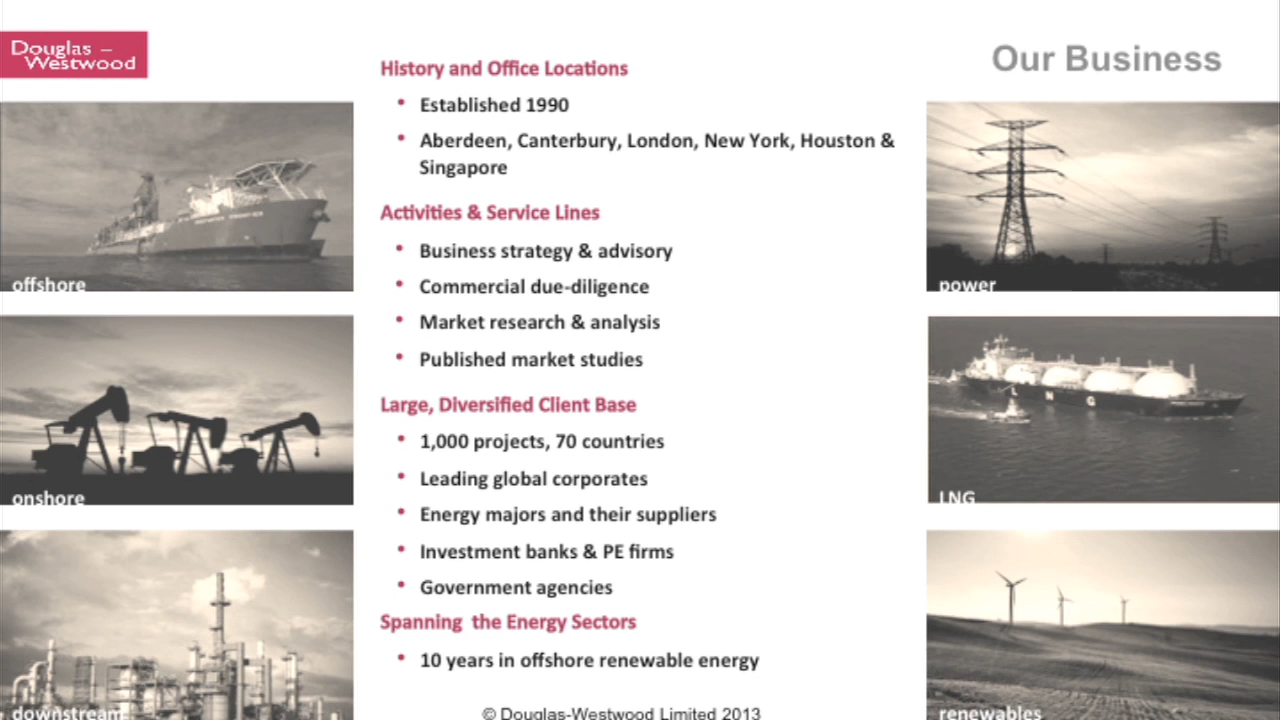 Douglas –
Westwood
Our Business
History and Office Locations
• Established 1990
• Aberdeen, Canterbury, London, New York, Houston &
Singapore
Activities & Service Lines
• Business strategy & advisory
• Commercial due-diligence
• Market research & analysis
• Published market studies
Large, Diversified Client Base
• 1,000 projects, 70 countries
• Leading global corporates
• Energy majors and their suppliers
• Investment banks & PE firms
• Government agencies
Spanning the Energy Sectors
• 10 years in offshore renewable energy
offshore
onshore
downstream
power
LNG
L N G
renewables
© Douglas-Westwood Limited 2013